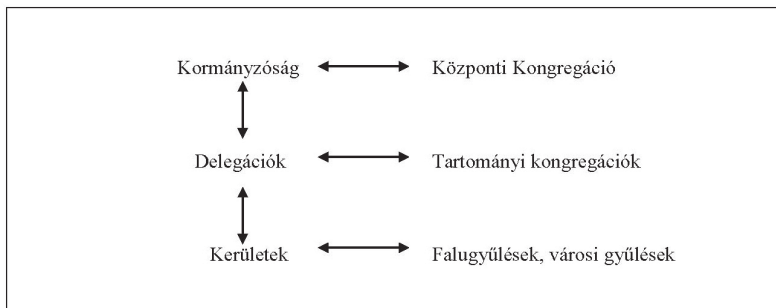 Kormányzóság Központi Kongregáció
Delegációk Tartományi kongregációk
Kerületek Falugyűlések, városi gyűlések